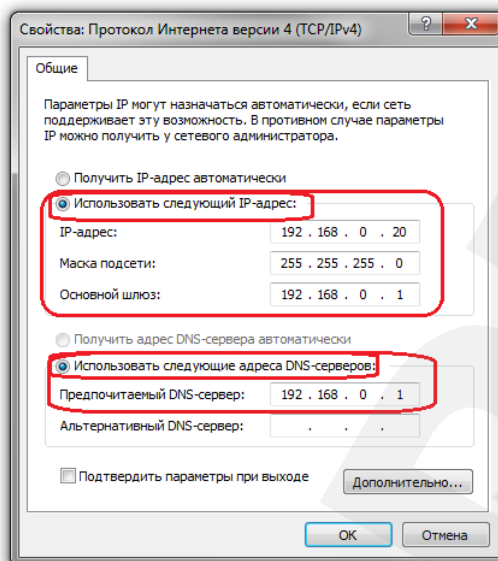 Свойства: Протокол Интернета версии 4 (TCP/IPv4)
Общие
Параметры IP могут назначаться автоматически, если сеть
поддерживает эту возможность. В противном случае параметры
IP можно получить у сетевого администратора.
Получить IP-адрес автоматически
Использовать следующий IP-адрес:
IP-адрес: 192 . 168 . 0 . 20
Маска подсети: 255 . 255 . 255 . 0
Основной шлюз: 192 . 168 . 0 . 1
Получить адрес DNS-сервера автоматически
Использовать следующие адреса DNS-серверов:
Предпочитаемый DNS-сервер: 192 . 168 . 0 . 1
Альтернативный DNS-сервер: . . .
Подтвердить параметры при выходе
Дополнительно...
OK Отмена